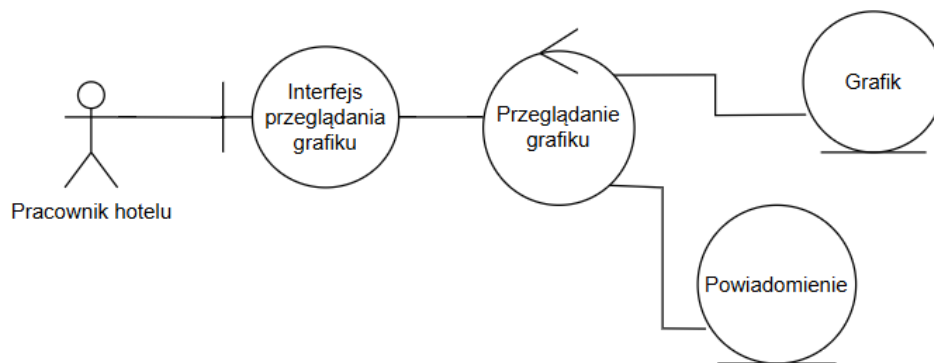 Pracownik hotelu
Interfejs
przeglądania
grafiku
Przeglądanie
grafiku
Grafik
Powiadomienie